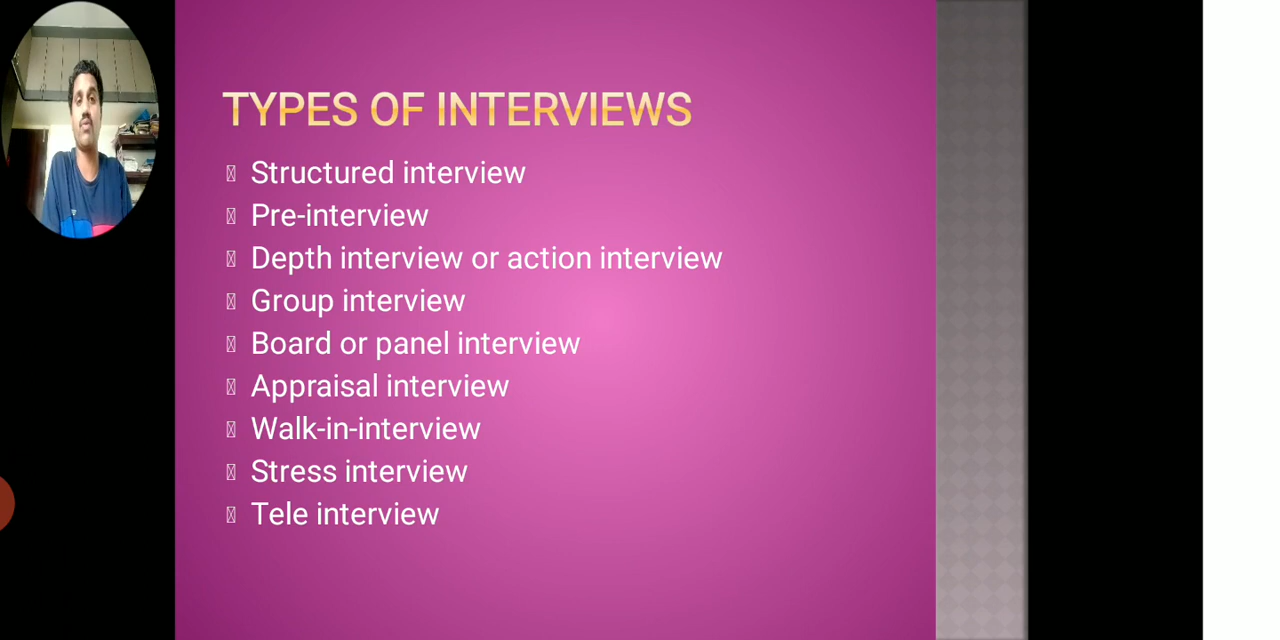 TYPES OF INTERVIEWS
Structured interview
Pre-interview
Depth interview or action interview
Group interview
Board or panel interview
Appraisal interview
Walk-in-interview
Stress interview
Tele interview